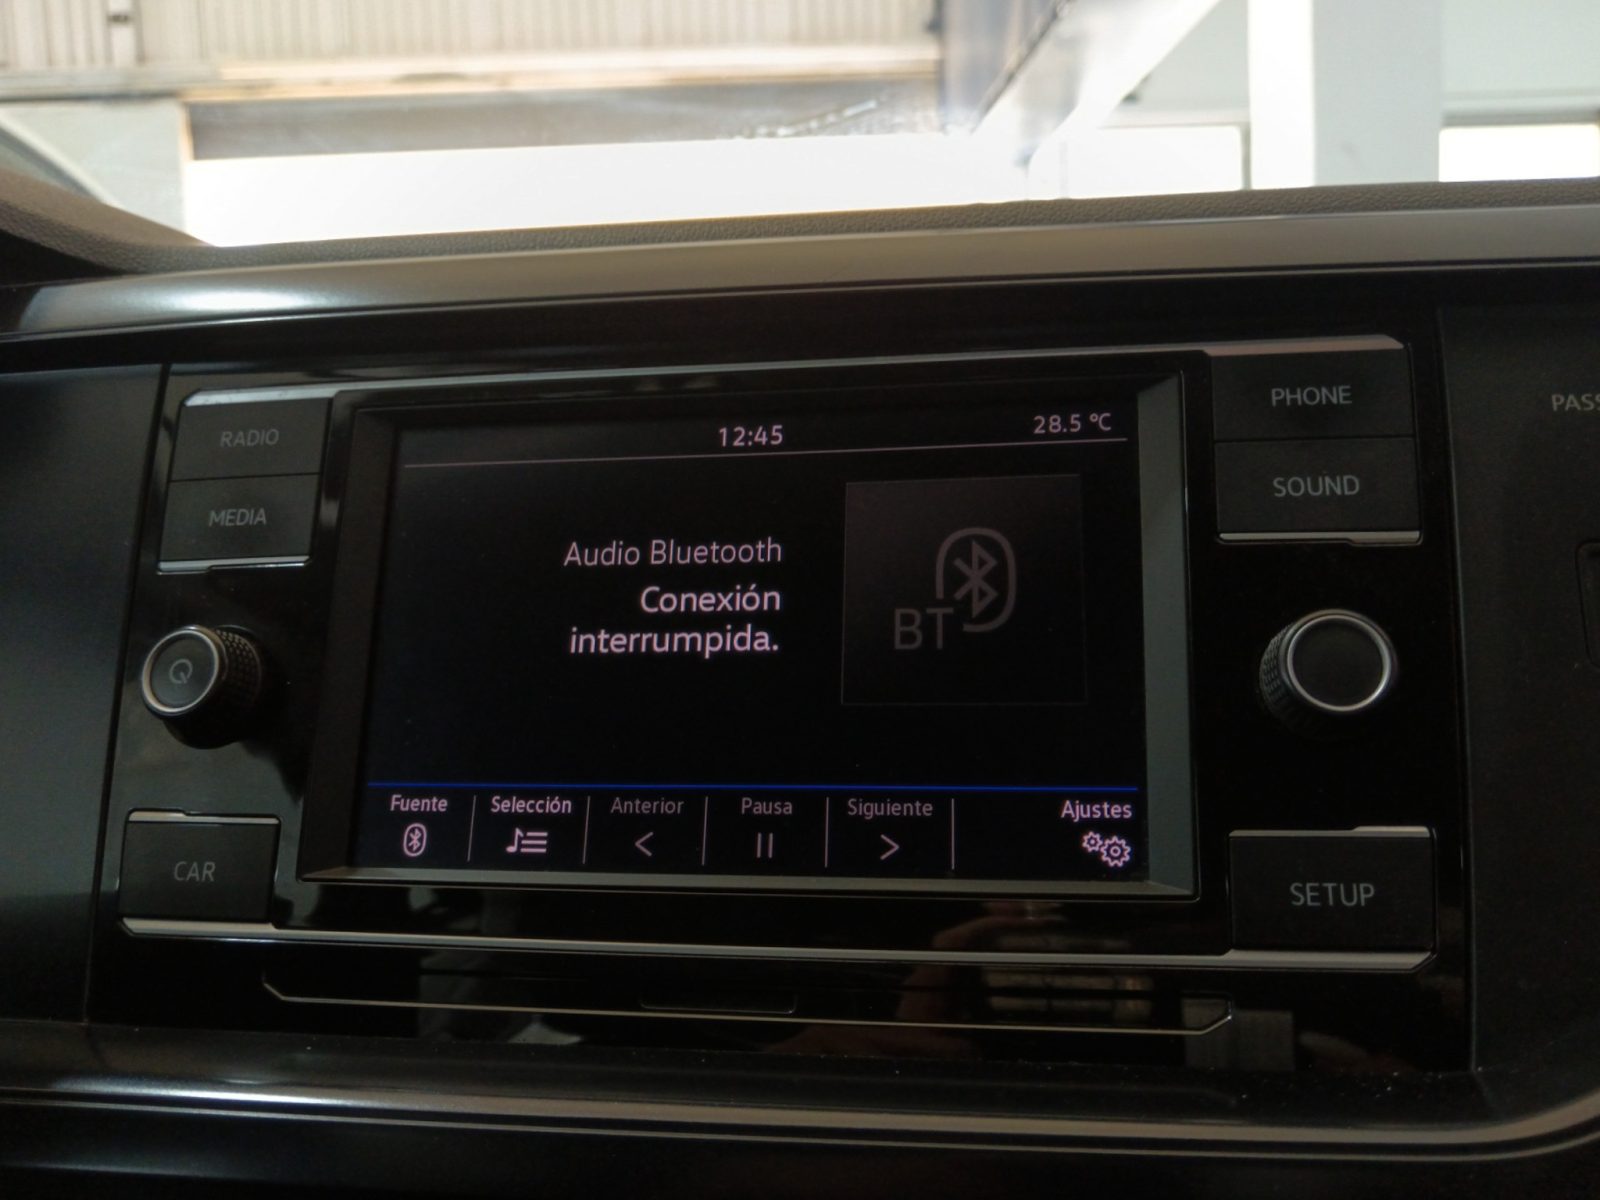 RADIO
MEDIA
CAR
12:45
28.5 °C
Audio Bluetooth
Conexión
interrumpida.
BT
Fuente
Selección
Anterior
Pausa
Siguiente
Ajustes
PHONE
SOUND
SETUP